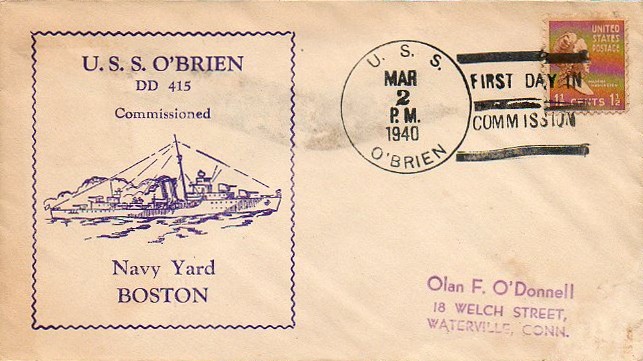 U. S. S. O'BRIEN
DD 415
Commissioned
Navy Yard
BOSTON
U. S. S.
MAR
2
P.M.
1940
O'BRIEN
FIRST DAY IN
COMMISSION
UNITED
STATES
POSTAGE
1½ CENTS 1½
Olan F. O'Donnell
18 WELCH STREET,
WATERVILLE, CONN.